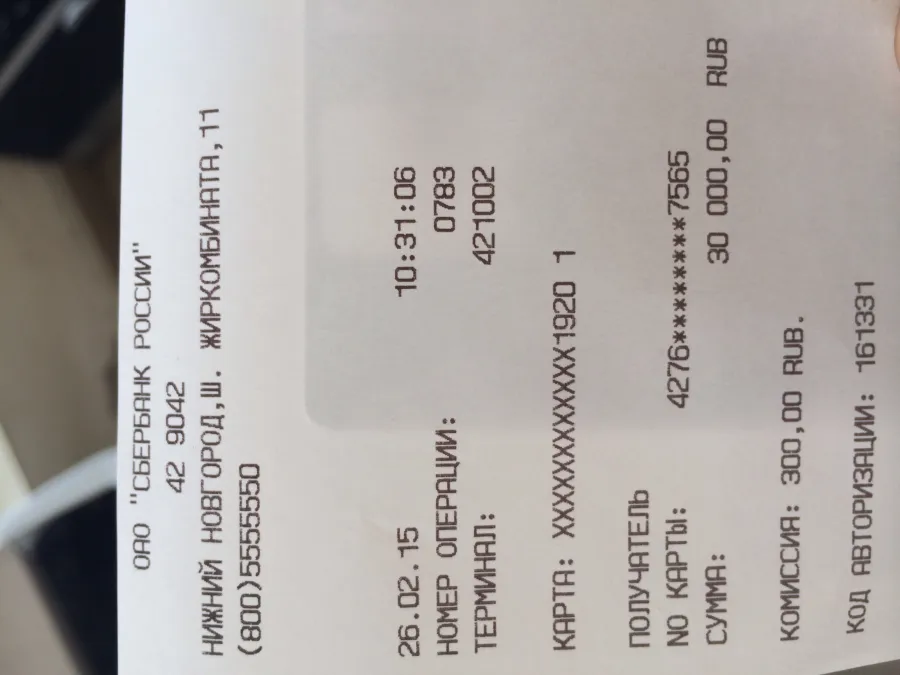 ОАО "СБЕРБАНК РОССИИ"
42 9042
НИЖНИЙ НОВГОРОД,Ш. ЖИРКОМБИНАТА,11
(800)5555550
26.02.15 10:31:06
НОМЕР ОПЕРАЦИИ: 0783
ТЕРМИНАЛ: 421002
КАРТА: XXXXXXXXXXXX1920 1
ПОЛУЧАТЕЛЬ
NO КАРТЫ: 4276********7565
СУММА: 30 000,00 RUB
КОМИССИЯ: 300,00 RUB.
КОД АВТОРИЗАЦИИ: 161331